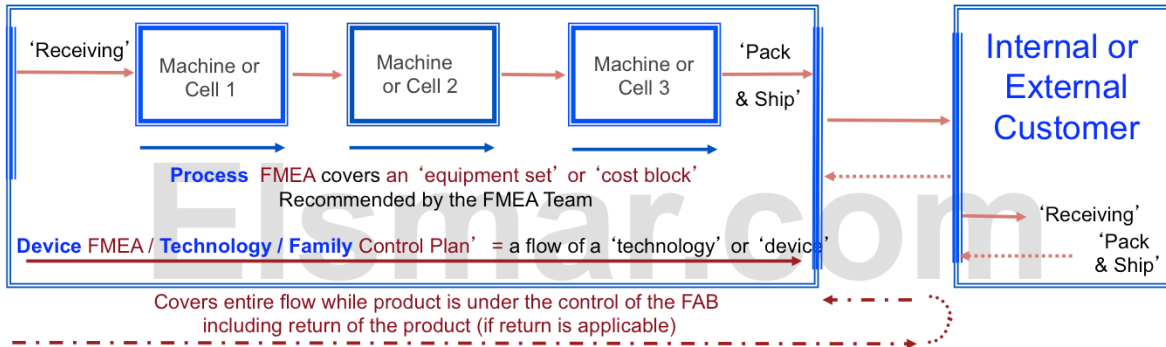 ‘Receiving’
Machine or
Cell 1
Machine
or Cell 2
Machine or
Cell 3
‘Pack
& Ship’
Internal or
External
Customer
Process FMEA covers an ‘equipment set’ or ‘cost block’
Recommended by the FMEA Team
‘Receiving’
‘Pack
& Ship’
Device FMEA / Technology / Family Control Plan’ = a flow of a ‘technology’ or ‘device’
Elsmar.com
Covers entire flow while product is under the control of the FAB
including return of the product (if return is applicable)